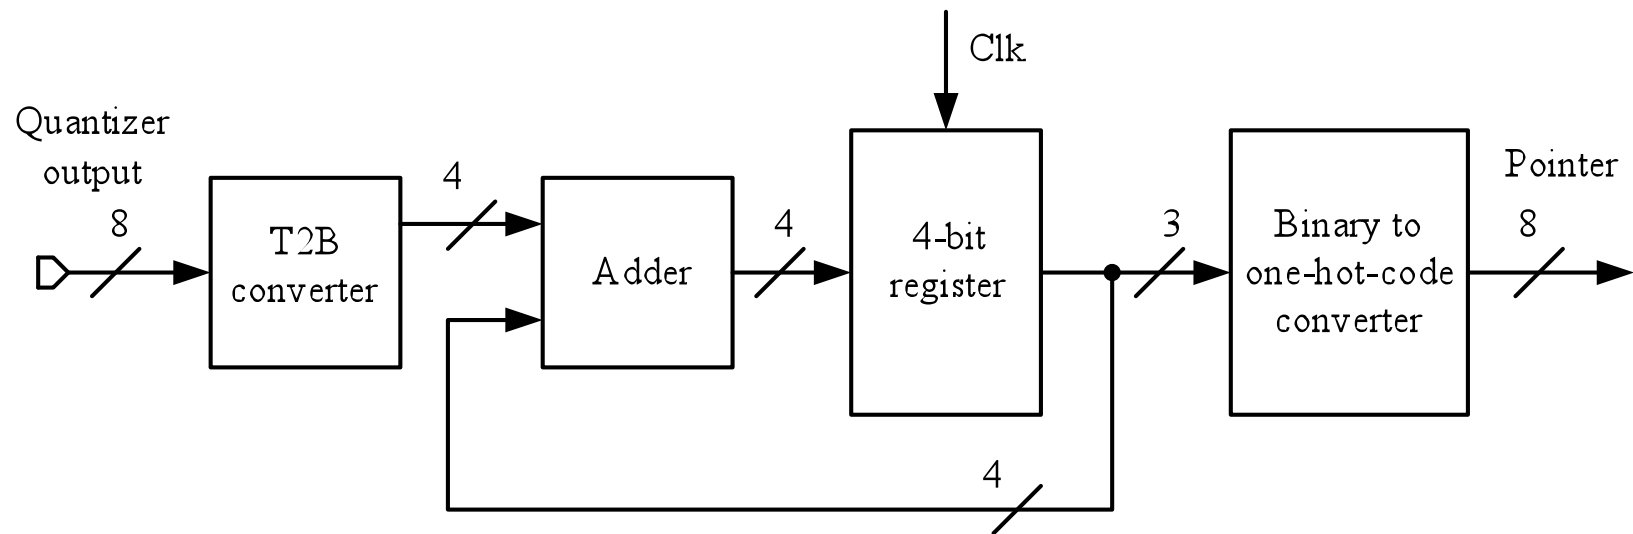 Clk
Quantizer
output
8
T2B
converter
4
Adder
4
4-bit
register
3
Binary to
one-hot-code
converter
Pointer
8
4